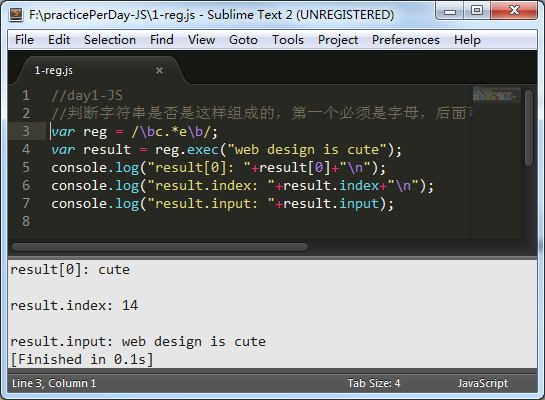 F:\practicePerDay-JS\1-reg.js - Sublime Text 2 (UNREGISTERED)
File Edit Selection Find View Goto Tools Project Preferences Help
1-reg.js ×
1 //day1-JS
2 //判断字符串是否是这样组成的，第一个必须是字母，后面
3 var reg = /\bc.*e\b/;
4 var result = reg.exec("web design is cute");
5 console.log("result[0]: "+result[0]+"\n");
6 console.log("result.index: "+result.index+"\n");
7 console.log("result.input: "+result.input);
8
result[0]: cute
result.index: 14
result.input: web design is cute
[Finished in 0.1s]
Line 3, Column 1 Tab Size: 4 JavaScript